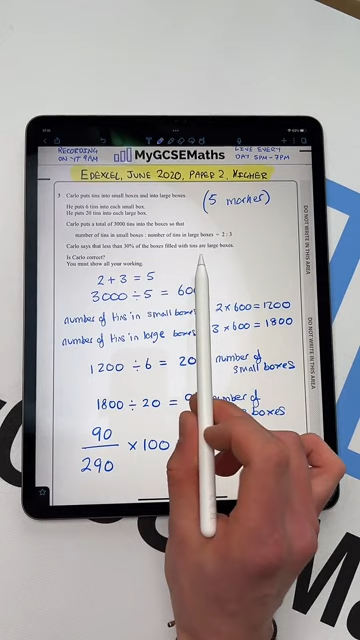 RECORDING
ON YT 9AM
MyGCSEMaths
LIVE EVERY
DAY 5PM-7PM
EDEXCEL, JUNE 2020, PAPER 2, HIGHER
3 Carlo puts tins into small boxes and into large boxes.
He puts 6 tins into each small box.
He puts 20 tins into each large box.
(5 marker)
Carlo puts a total of 3000 tins into the boxes so that
number of tins in small boxes : number of tins in large boxes = 2 : 3
Carlo says that less than 30% of the boxes filled with tins are large boxes.
Is Carlo correct?
You must show all your working.
2 + 3 = 5
3000 ÷ 5 = 60
number of tins in small boxes
2 x 600 = 1200
number of tins in large boxes
3 x 600 = 1800
1200 ÷ 6 = 20
number of
small boxes
1800 ÷ 20 =
number of
boxes
90
290
× 100
DO NOT WRITE IN THIS AREA
DO NOT WRITE IN THIS AREA